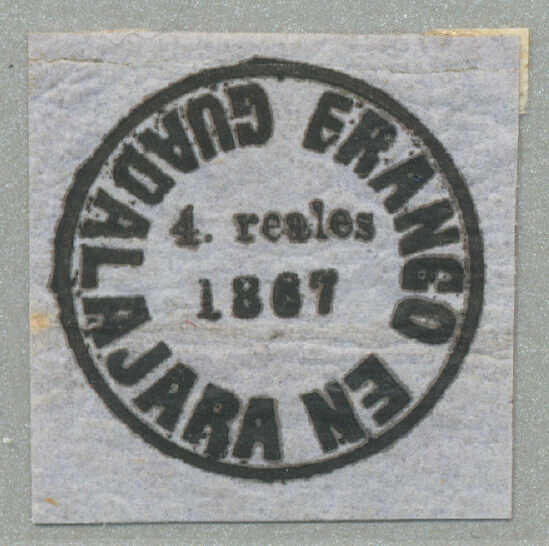 FRANCO EN GUADALAJARA
4. reales
1867